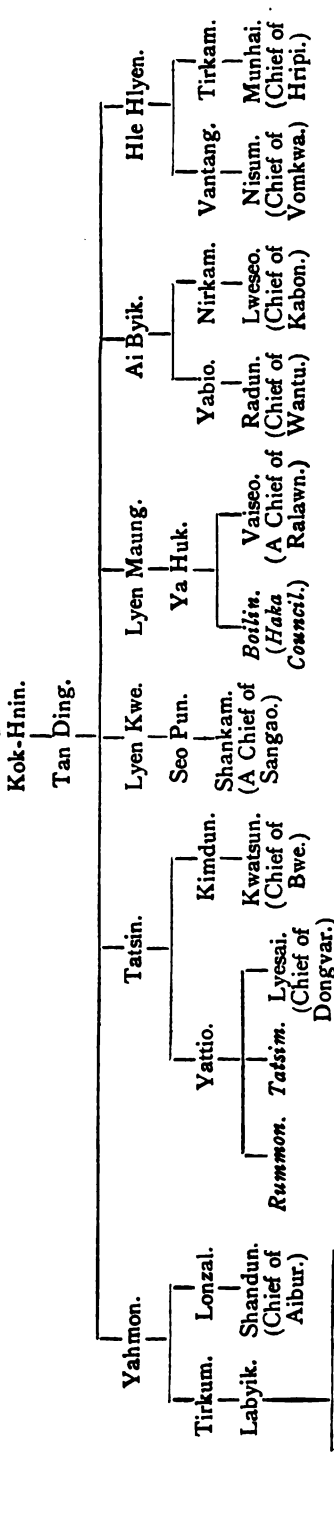 Kok-Hnin.
Tan Ding.
Yahmon. Tatsin. Lyen Kwe. Lyen Maung. Ai Byik. Hle Hlyen.
Tirkum. Lonzal. Yattio. Kimdun. Seo Pun. Ya Huk. Yabio. Nirkam. Vantang. Tirkam.
Labyik. Shandun. Rummon. Tatsim. Lyesai. Kwatsun. Shankam. Boilin. Vaiseo. Radun. Lweseo. Nisum. Munhai.
(Chief of (Chief of (Chief of (A Chief of (Haka (A Chief of (Chief of (Chief of (Chief of (Chief of
Aibur.) Dongvar.) Bwe.) Sangao.) Council.) Ralawn.) Wantu.) Kabon.) Vomkwa.) Hripi.)